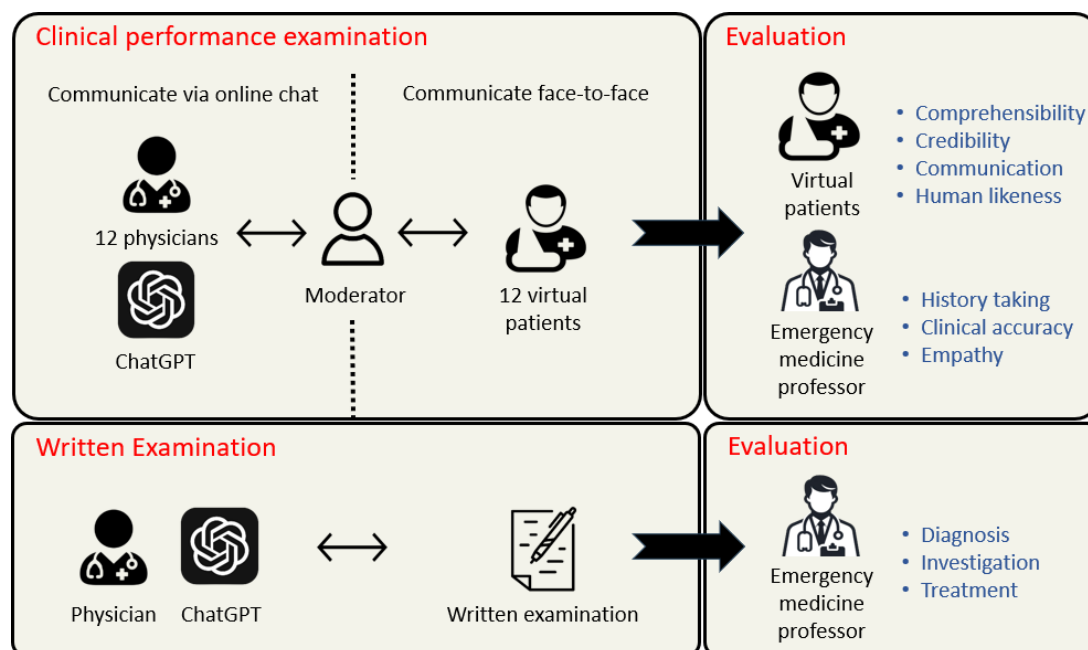 Clinical performance examination
Communicate via online chat
Communicate face-to-face
12 physicians
ChatGPT
Moderator
12 virtual
patients
Evaluation
Virtual
patients
• Comprehensibility
• Credibility
• Communication
• Human likeness
Emergency
medicine
professor
• History taking
• Clinical accuracy
• Empathy
Written Examination
Physician
ChatGPT
Written examination
Evaluation
Emergency
medicine
professor
• Diagnosis
• Investigation
• Treatment